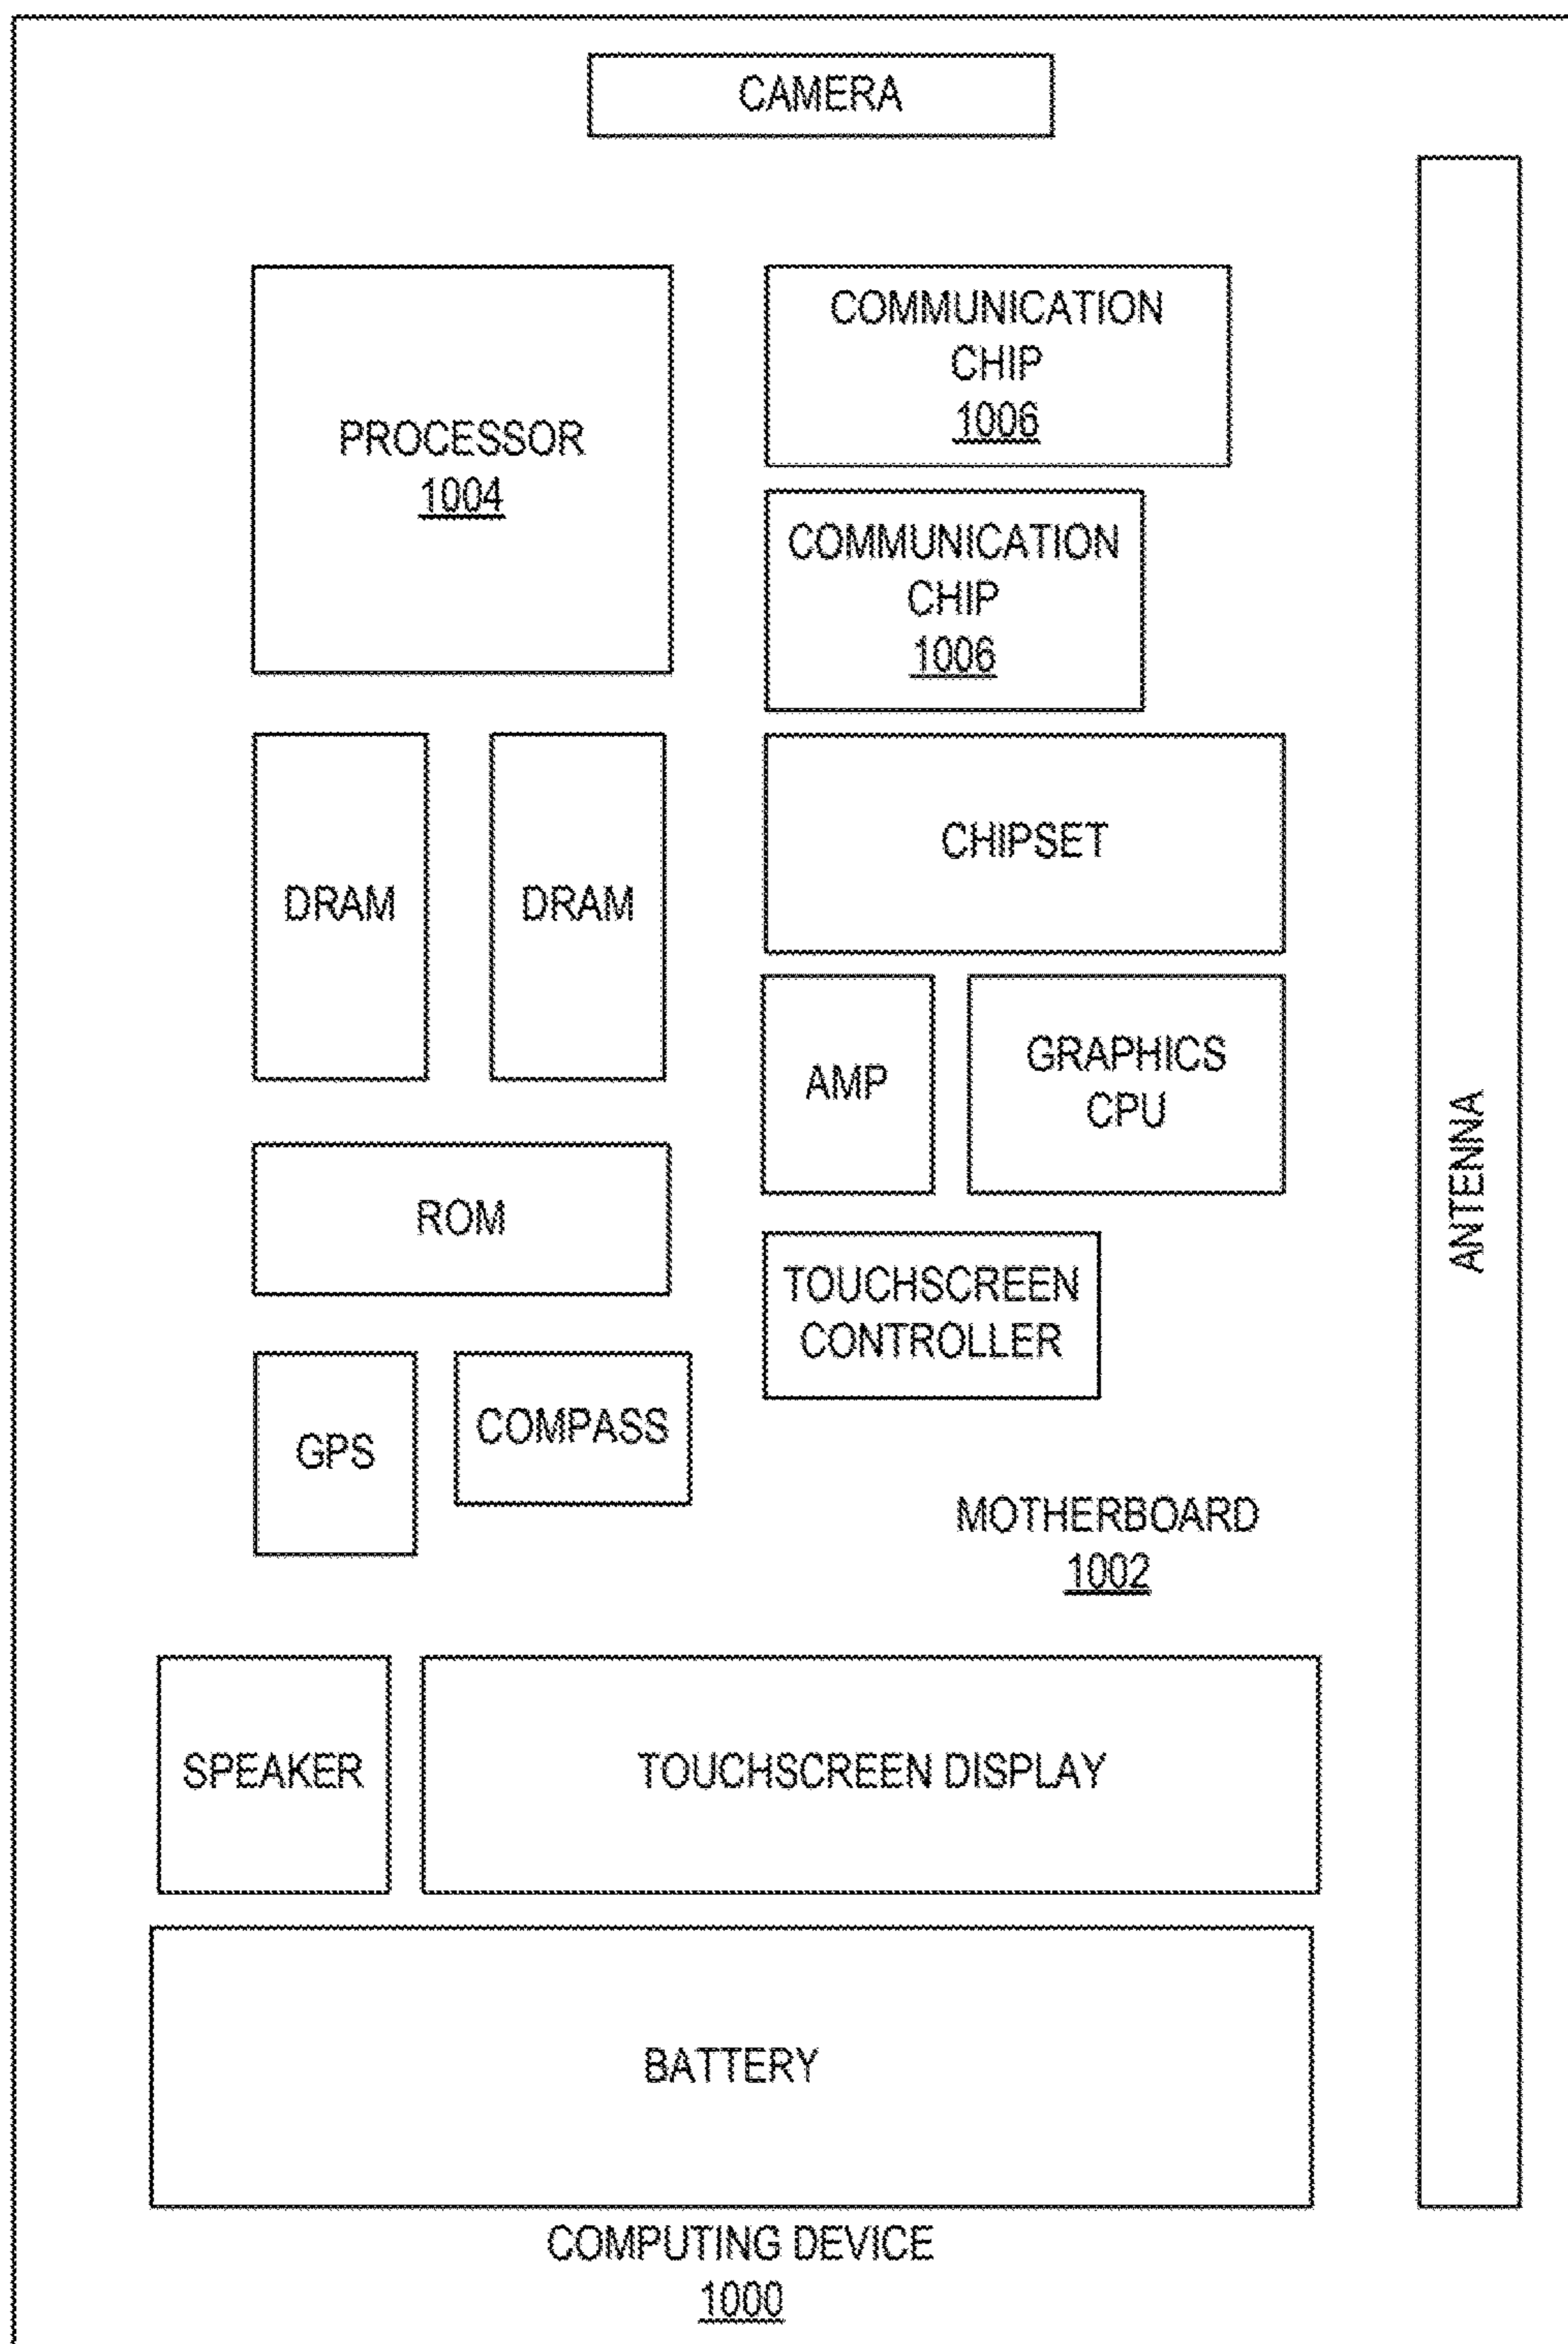 CAMERA
PROCESSOR
1004
COMMUNICATION
CHIP
1006
COMMUNICATION
CHIP
1006
DRAM
DRAM
CHIPSET
AMP
GRAPHICS
CPU
ANTENNA
ROM
TOUCHSCREEN
CONTROLLER
GPS
COMPASS
MOTHERBOARD
1002
SPEAKER
TOUCHSCREEN DISPLAY
BATTERY
COMPUTING DEVICE
1000